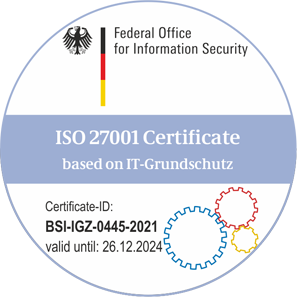 Federal Office
for Information Security
ISO 27001 Certificate
based on IT-Grundschutz
Certificate-ID:
BSI-IGZ-0445-2021
valid until: 26.12.2024